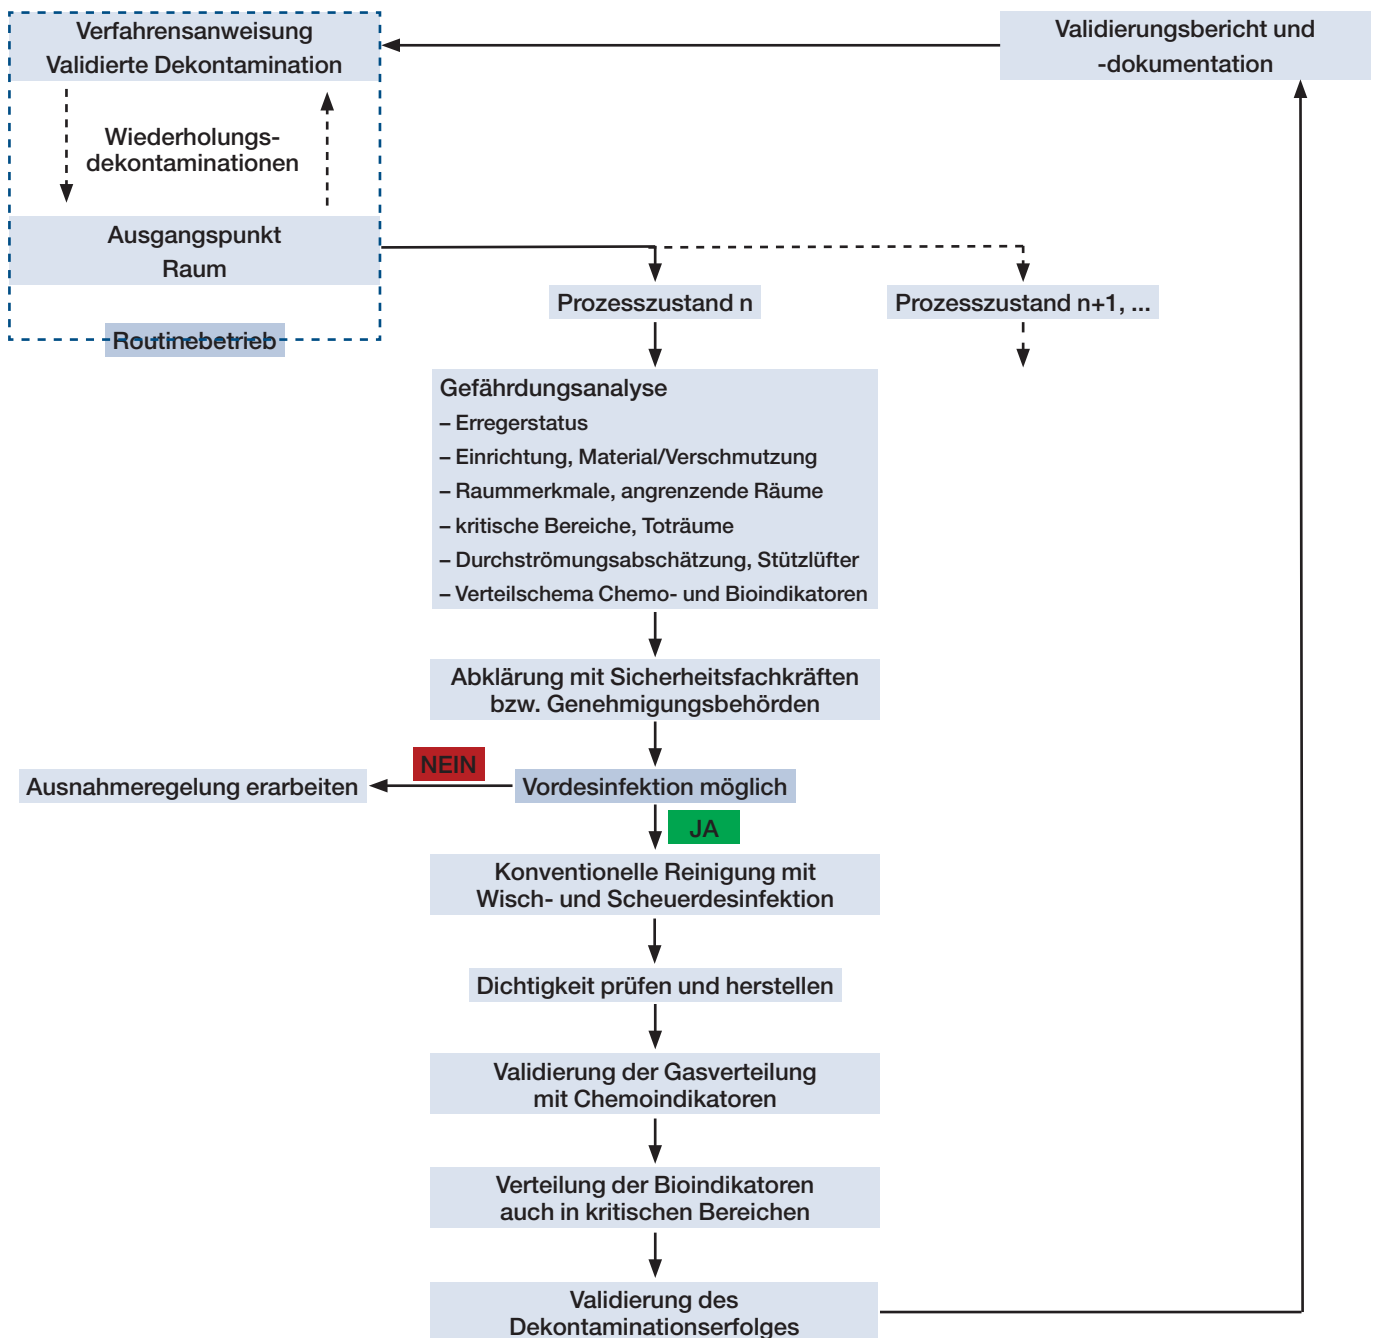 Verfahrensanweisung
Validierte Dekontamination
Validierungsbericht und
-dokumentation
Wiederholungs-
dekontaminationen
Ausgangspunkt
Raum
Routinebetrieb
Prozesszustand n
Prozesszustand n+1, ...
Gefährdungsanalyse
– Erregerstatus
– Einrichtung, Material/Verschmutzung
– Raummerkmale, angrenzende Räume
– kritische Bereiche, Toträume
– Durchströmungsabschätzung, Stützlüfter
– Verteilschema Chemo- und Bioindikatoren
Abklärung mit Sicherheitsfachkräften
bzw. Genehmigungsbehörden
NEIN
Ausnahmeregelung erarbeiten
Vordesinfektion möglich
JA
Konventionelle Reinigung mit
Wisch- und Scheuerdesinfektion
Dichtigkeit prüfen und herstellen
Validierung der Gasverteilung
mit Chemoindikatoren
Verteilung der Bioindikatoren
auch in kritischen Bereichen
Validierung des
Dekontaminationserfolges